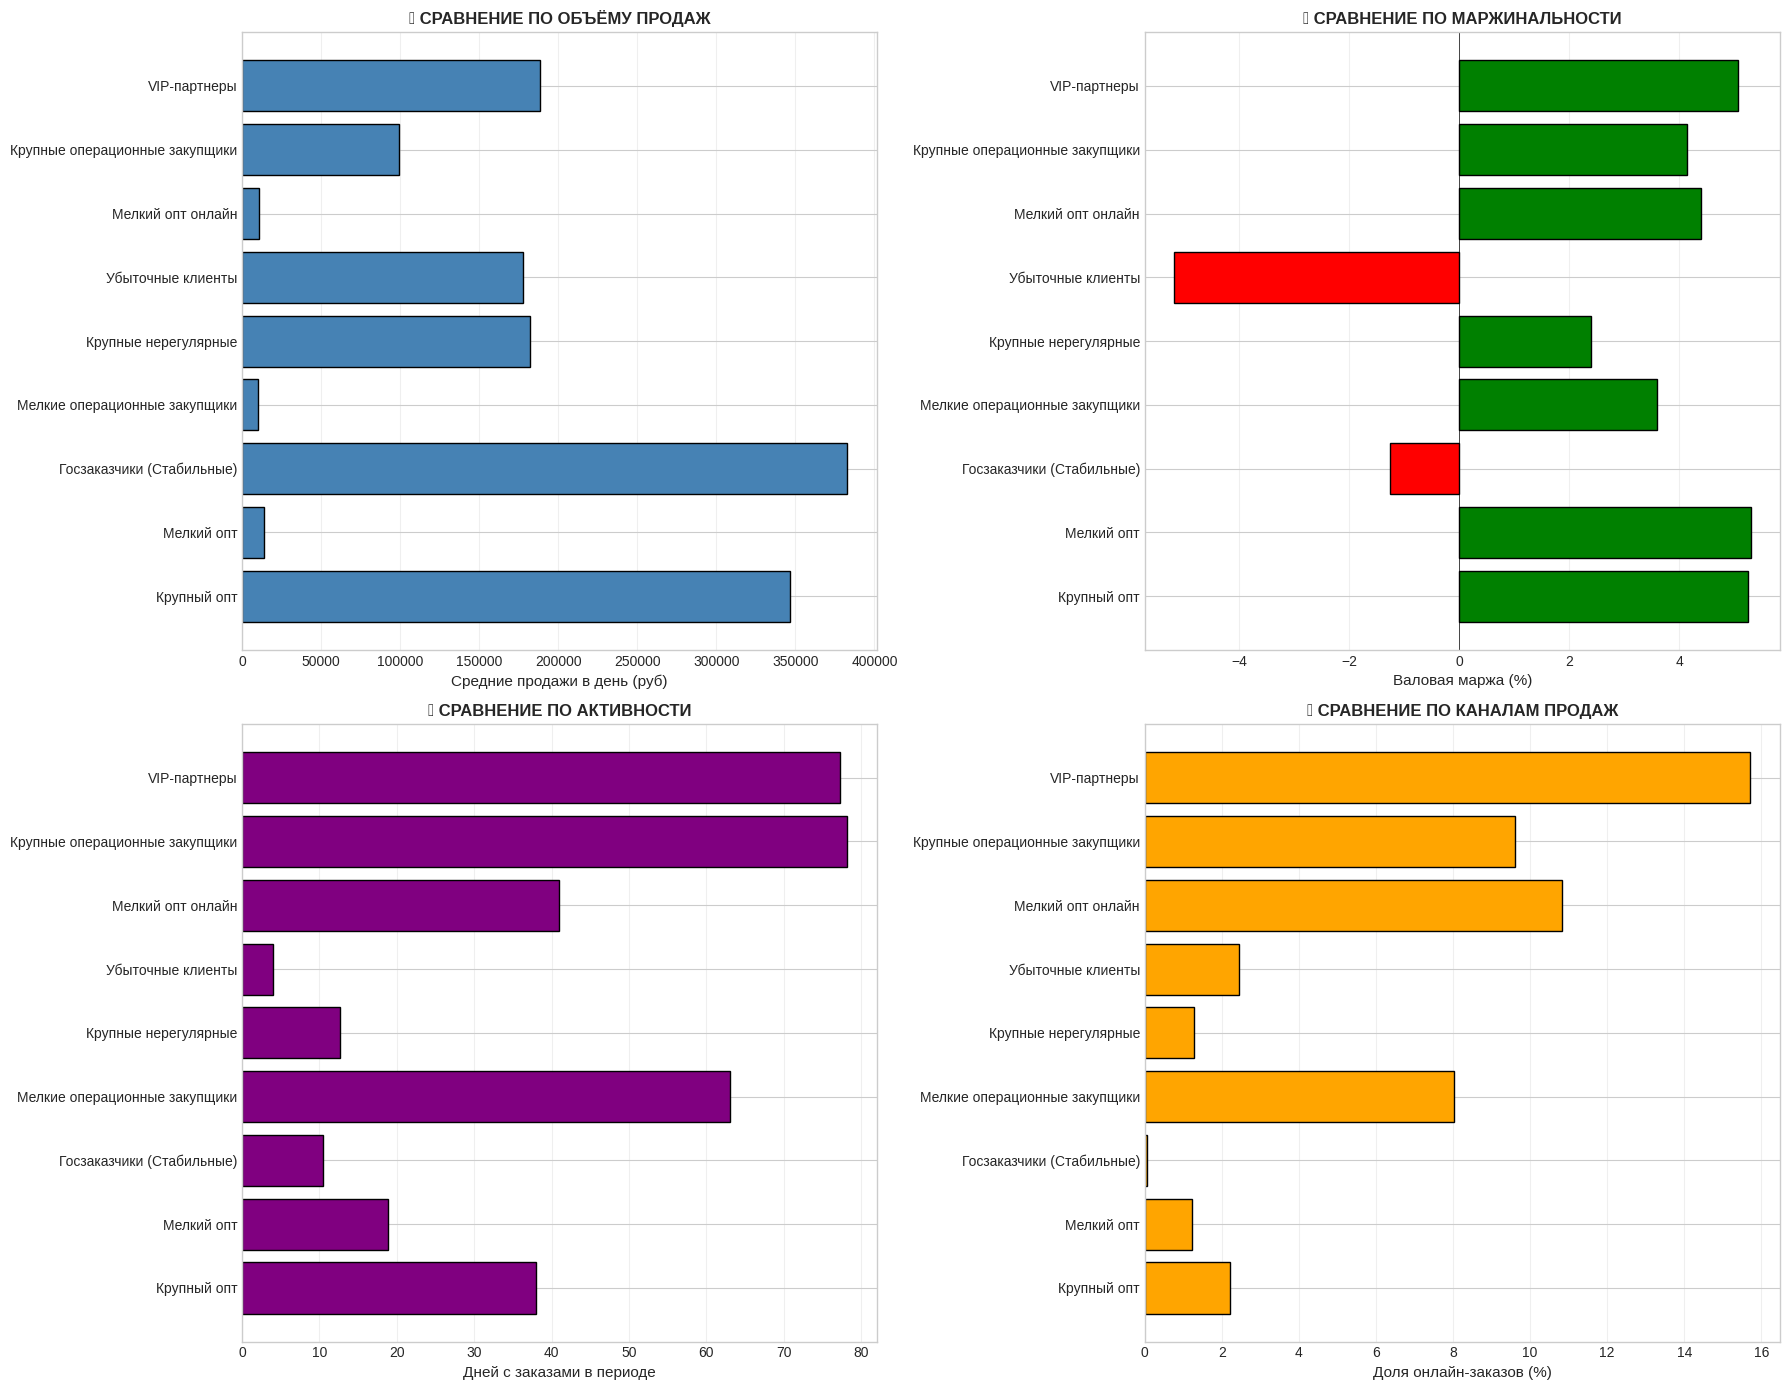 ▯ СРАВНЕНИЕ ПО ОБЪЁМУ ПРОДАЖ
VIP-партнеры
Крупные операционные закупщики
Мелкий опт онлайн
Убыточные клиенты
Крупные нерегулярные
Мелкие операционные закупщики
Госзаказчики (Стабильные)
Мелкий опт
Крупный опт
0 50000 100000 150000 200000 250000 300000 350000 400000
Средние продажи в день (руб)
▯ СРАВНЕНИЕ ПО МАРЖИНАЛЬНОСТИ
VIP-партнеры
Крупные операционные закупщики
Мелкий опт онлайн
Убыточные клиенты
Крупные нерегулярные
Мелкие операционные закупщики
Госзаказчики (Стабильные)
Мелкий опт
Крупный опт
−4 −2 0 2 4
Валовая маржа (%)
▯ СРАВНЕНИЕ ПО АКТИВНОСТИ
VIP-партнеры
Крупные операционные закупщики
Мелкий опт онлайн
Убыточные клиенты
Крупные нерегулярные
Мелкие операционные закупщики
Госзаказчики (Стабильные)
Мелкий опт
Крупный опт
0 10 20 30 40 50 60 70 80
Дней с заказами в периоде
▯ СРАВНЕНИЕ ПО КАНАЛАМ ПРОДАЖ
VIP-партнеры
Крупные операционные закупщики
Мелкий опт онлайн
Убыточные клиенты
Крупные нерегулярные
Мелкие операционные закупщики
Госзаказчики (Стабильные)
Мелкий опт
Крупный опт
0 2 4 6 8 10 12 14 16
Доля онлайн-заказов (%)